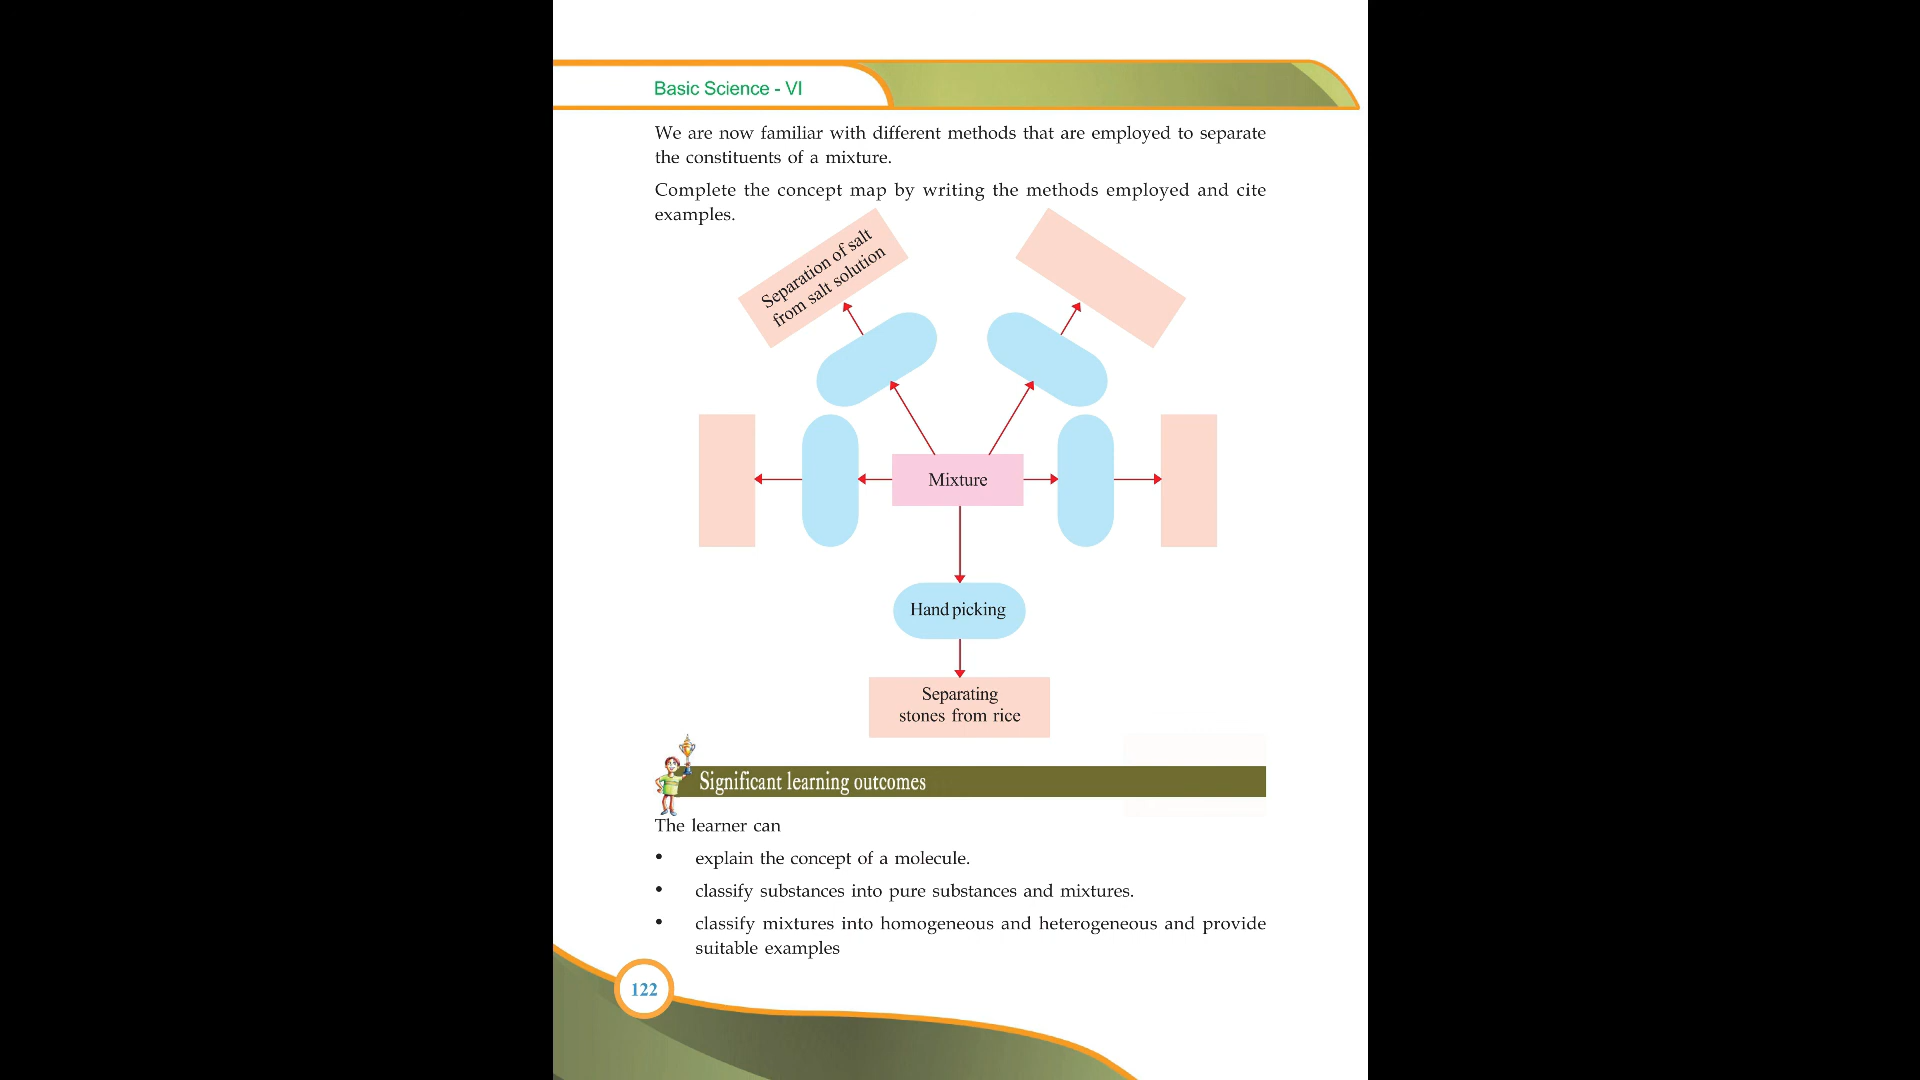 Basic Science - VI
We are now familiar with different methods that are employed to separate
the constituents of a mixture.
Complete the concept map by writing the methods employed and cite
examples.
Separation of salt
from salt solution
Mixture
Hand picking
Separating
stones from rice
Significant learning outcomes
The learner can
• explain the concept of a molecule.
• classify substances into pure substances and mixtures.
• classify mixtures into homogeneous and heterogeneous and provide
suitable examples
122